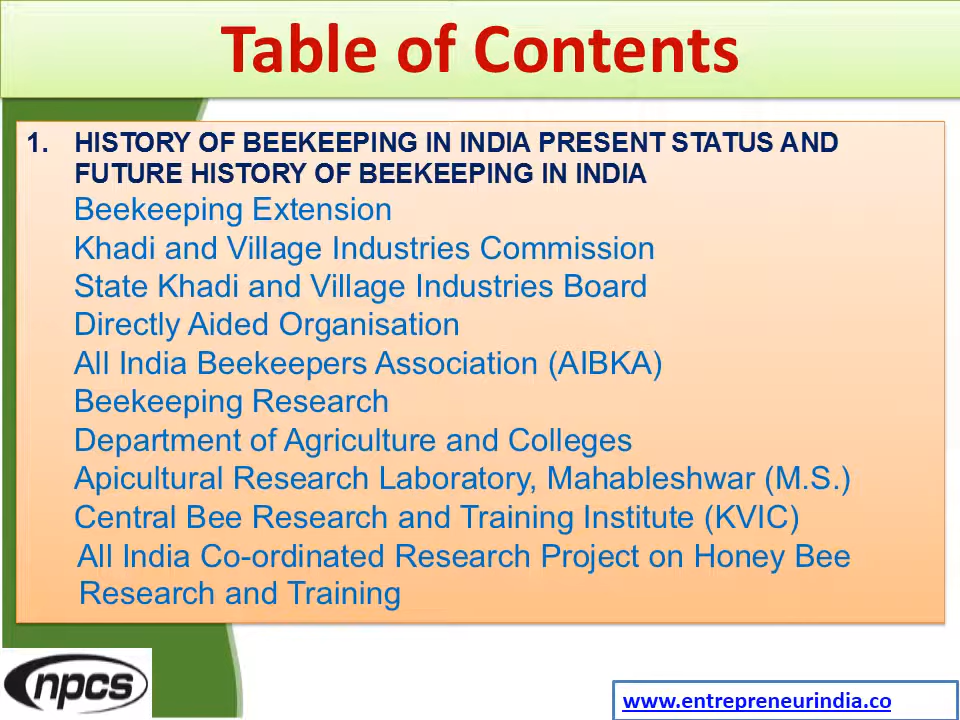 Table of Contents
1. HISTORY OF BEEKEEPING IN INDIA PRESENT STATUS AND
FUTURE HISTORY OF BEEKEEPING IN INDIA
Beekeeping Extension
Khadi and Village Industries Commission
State Khadi and Village Industries Board
Directly Aided Organisation
All India Beekeepers Association (AIBKA)
Beekeeping Research
Department of Agriculture and Colleges
Apicultural Research Laboratory, Mahableshwar (M.S.)
Central Bee Research and Training Institute (KVIC)
All India Co-ordinated Research Project on Honey Bee
Research and Training
npcs
www.entrepreneurindia.co